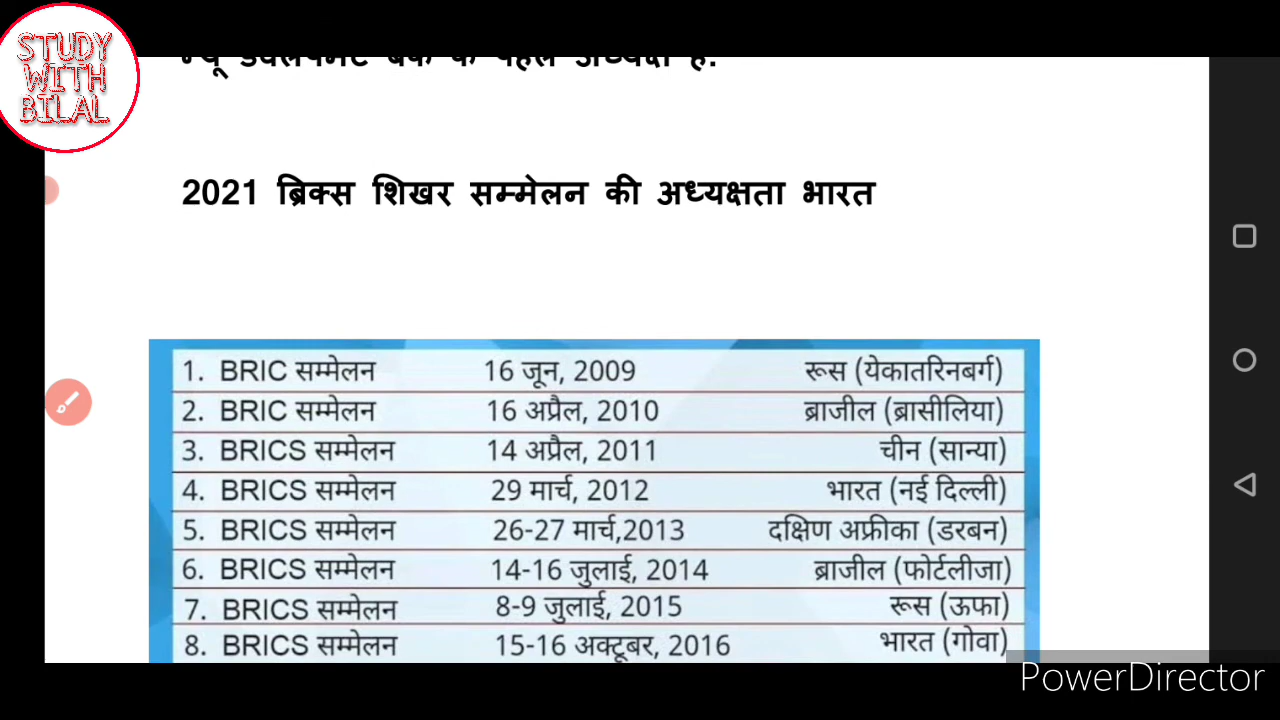 STUDY
WITH
BILAL
2021 ब्रिक्स शिखर सम्मेलन की अध्यक्षता भारत
1. BRIC सम्मेलन 16 जून, 2009 रूस (येकातरिनबर्ग)
2. BRIC सम्मेलन 16 अप्रैल, 2010 ब्राजील (ब्रासीलिया)
3. BRICS सम्मेलन 14 अप्रैल, 2011 चीन (सान्या)
4. BRICS सम्मेलन 29 मार्च, 2012 भारत (नई दिल्ली)
5. BRICS सम्मेलन 26-27 मार्च,2013 दक्षिण अफ्रीका (डरबन)
6. BRICS सम्मेलन 14-16 जुलाई, 2014 ब्राजील (फोर्टलीजा)
7. BRICS सम्मेलन 8-9 जुलाई, 2015 रूस (ऊफा)
8. BRICS सम्मेलन 15-16 अक्टूबर, 2016 भारत (गोवा)
PowerDirector